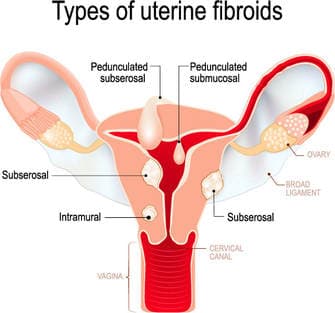 Types of uterine fibroids
Pedunculated
subserosal
Pedunculated
submucosal
Subserosal
Intramural
Subserosal
OVARY
BROAD
LIGAMENT
CERVICAL
CANAL
VAGINA